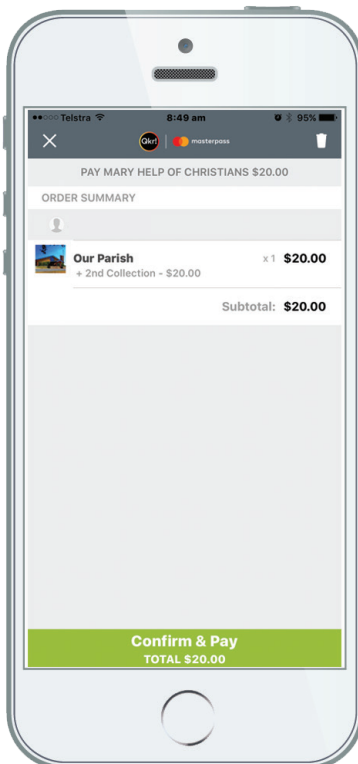 Telstra 8:49 am 95%
Qkr! masterpass
PAY MARY HELP OF CHRISTIANS $20.00
ORDER SUMMARY
Our Parish x 1 $20.00
+ 2nd Collection - $20.00
Subtotal: $20.00
Confirm & Pay
TOTAL $20.00